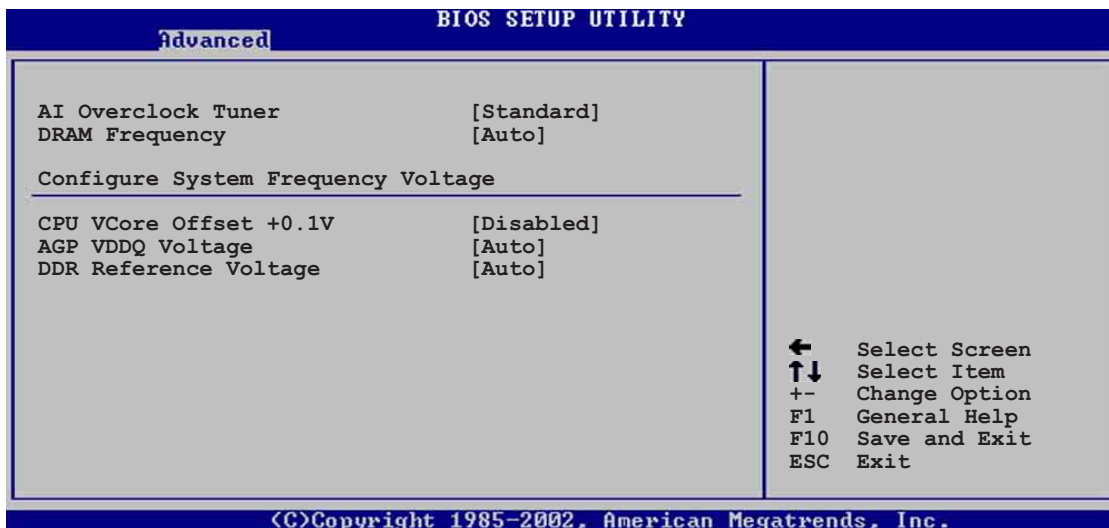 BIOS SETUP UTILITY
Advanced
AI Overclock Tuner [Standard]
DRAM Frequency [Auto]
Configure System Frequency Voltage
CPU VCore Offset +0.1V [Disabled]
AGP VDDQ Voltage [Auto]
DDR Reference Voltage [Auto]
← Select Screen
↑↓ Select Item
+- Change Option
F1 General Help
F10 Save and Exit
ESC Exit
(C)Copyright 1985-2002, American Megatrends, Inc.